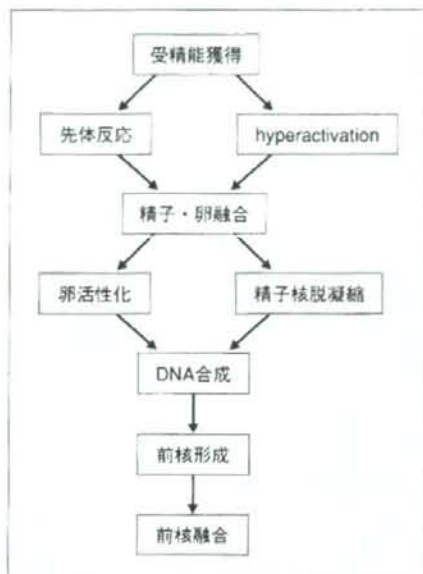 受精能獲得
先体反応
hyperactivation
精子・卵融合
卵活性化
精子核脱凝縮
DNA合成
前核形成
前核融合